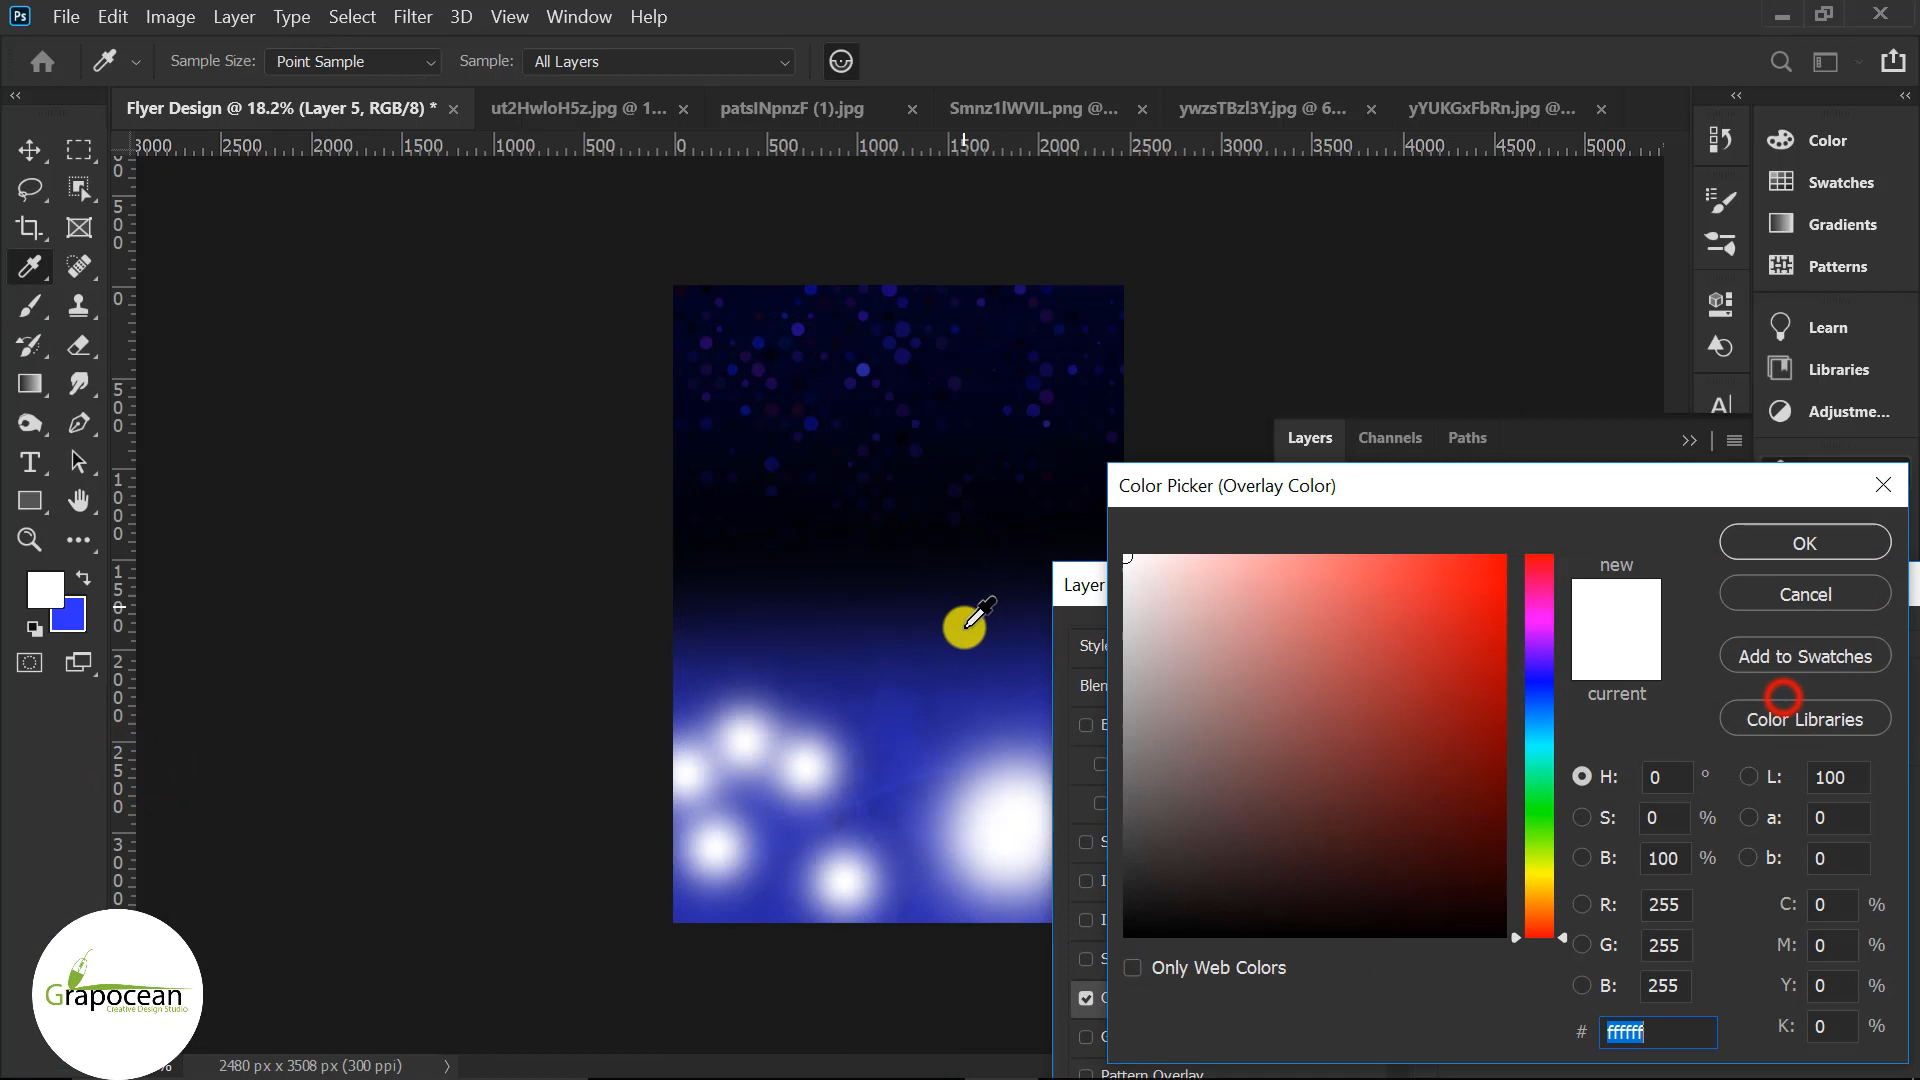 Ps File Edit Image Layer Type Select Filter 3D View Window Help
Sample Size: Point Sample Sample: All Layers
Flyer Design @ 18.2% (Layer 5, RGB/8) * ut2HwloH5z.jpg @ 1... patsINpnzF (1).jpg Smnz1lWVIL.png @... ywzsTBzl3Y.jpg @ 6... yYUKGxFbRn.jpg @...
3000 2500 2000 1500 1000 500 0 500 1000 1500 2000 2500 3000 3500 4000 4500 5000
Color
Swatches
Gradients
Patterns
Learn
Libraries
Adjustme...
Layers Channels Paths
Color Picker (Overlay Color)
OK
new
Cancel
Add to Swatches
current
Color Libraries
H: 0 ° L: 100
S: 0 % a: 0
B: 100 % b: 0
R: 255 C: 0 %
G: 255 M: 0 %
B: 255 Y: 0 %
# ffffff K: 0 %
Only Web Colors
Layer
Style
Blen
Pattern Overlay
Grapocean
Creative Design Studio
% 2480 px x 3508 px (300 ppi)